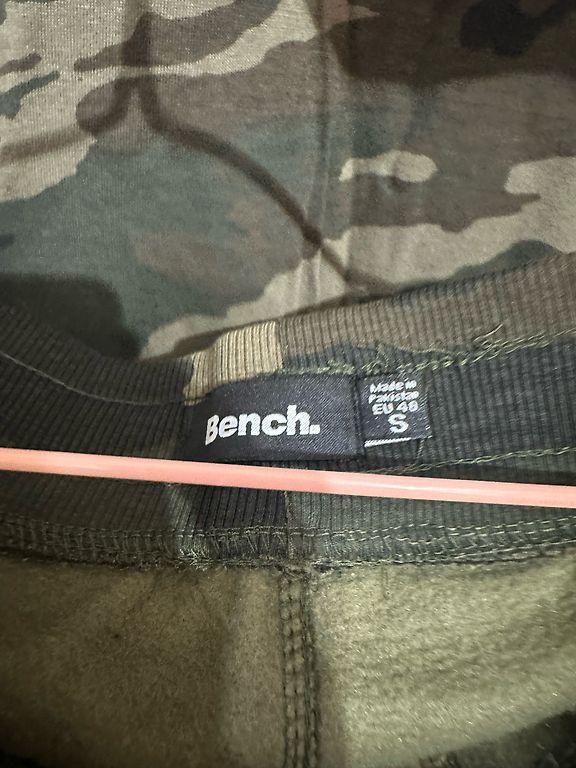 Bench.
Made in
Pakistan
EU 48
S